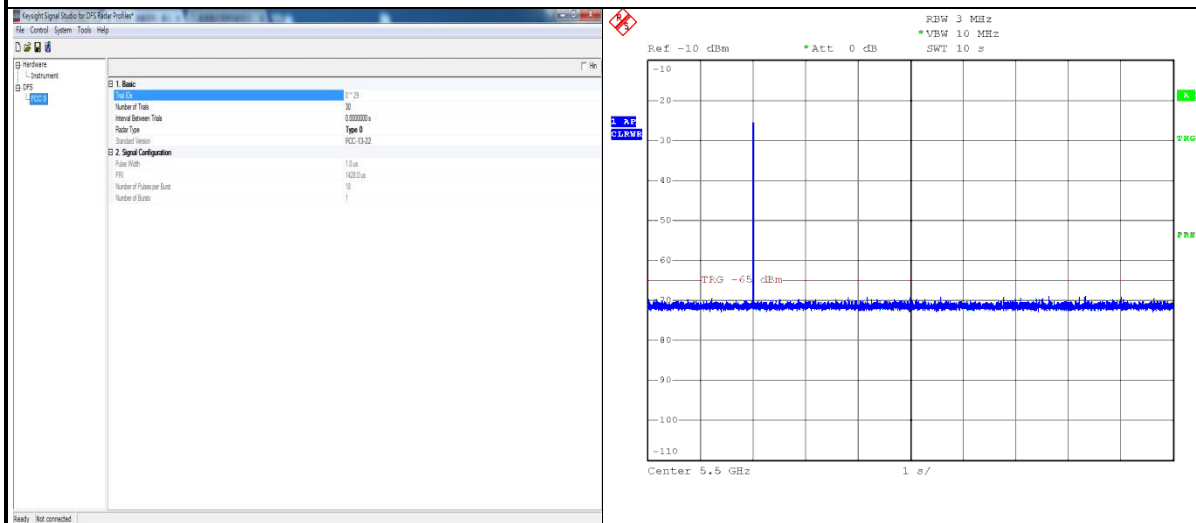 Keysight Signal Studio for DFS Radar Profiles*
File Control System Tools Help
Hardware
Instrument
DFS
FCC 0
Hin
1. Basic
Trial IDs 0~29
Number of Trials 30
Interval Between Trials 0.0000000 s
Radar Type Type 0
Standard Version FCC-13-22
2. Signal Configuration
Pulse Width 1.0 us
PRI 1428.0 us
Number of Pulses per Burst 18
Number of Bursts 1
Ready Not connected
R S
RBW 3 MHz
*VBW 10 MHz
Ref -10 dBm *Att 0 dB SWT 10 s
-10
-20
A
1 AP
CLRWR
-30
TRG
-40
-50
PRN
-60
TRG -65 dBm
-70
-80
-90
-100
-110
Center 5.5 GHz 1 s/